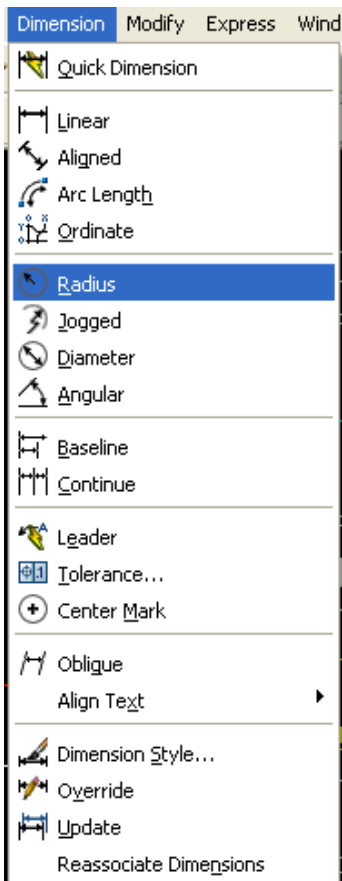 Dimension Modify Express Wind
Quick Dimension
Linear
Aligned
Arc Length
Ordinate
Radius
Jogged
Diameter
Angular
Baseline
Continue
Leader
Tolerance...
Center Mark
Oblique
Align Text
Dimension Style...
Override
Update
Reassociate Dimensions